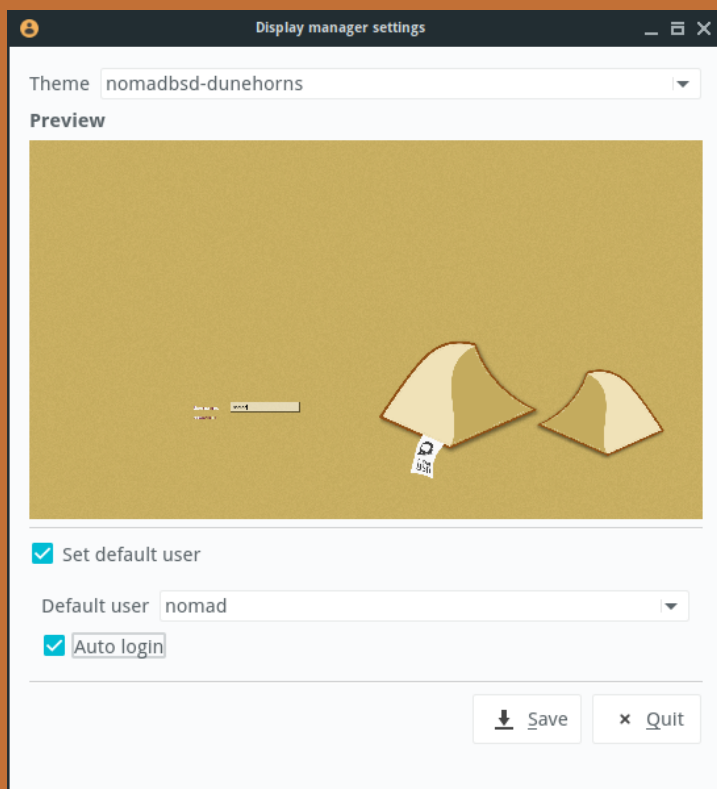 Display manager settings
Theme nomadbsd-dunehorns
Preview
Set default user
Default user nomad
Auto login
Save Quit